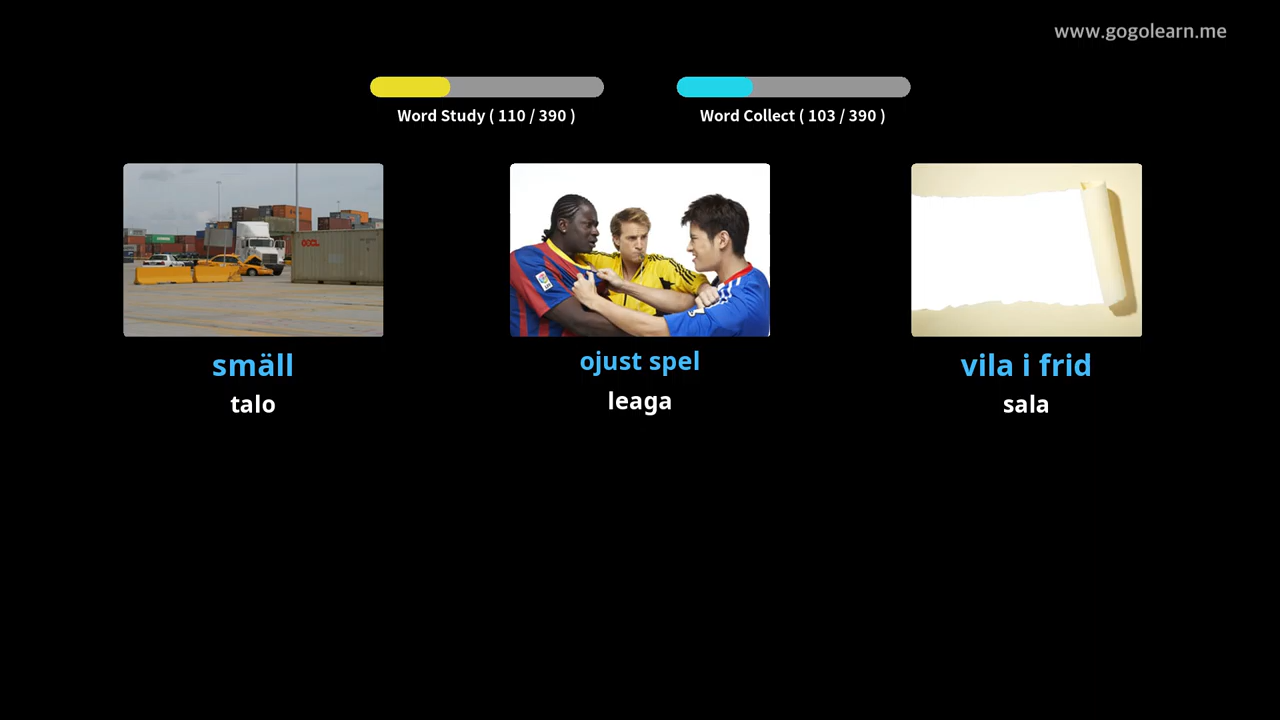 www.gogolearn.me
Word Study ( 110 / 390 )
Word Collect ( 103 / 390 )
smäll
talo
ojust spel
leaga
vila i frid
sala